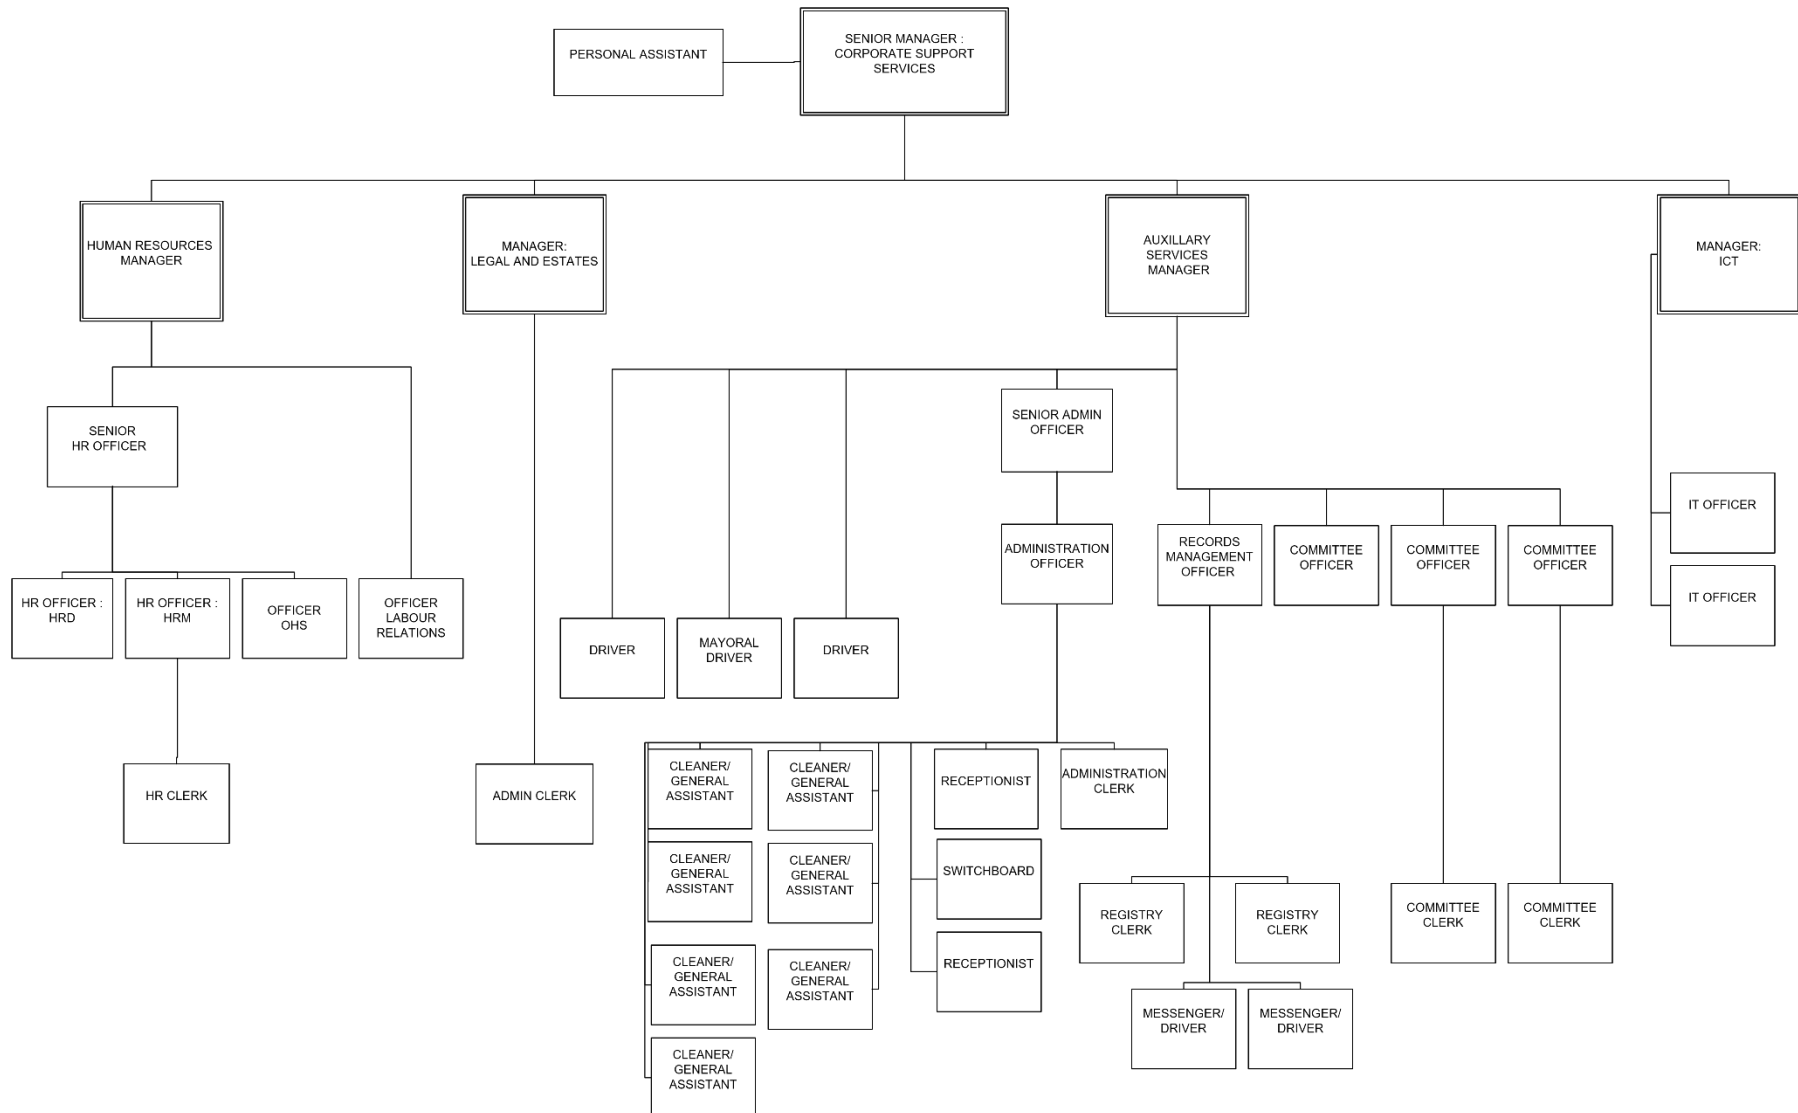 PERSONAL ASSISTANT
SENIOR MANAGER :
CORPORATE SUPPORT
SERVICES
HUMAN RESOURCES
MANAGER
MANAGER:
LEGAL AND ESTATES
AUXILLARY
SERVICES
MANAGER
MANAGER:
ICT
SENIOR
HR OFFICER
SENIOR ADMIN
OFFICER
HR OFFICER :
HRD
HR OFFICER :
HRM
OFFICER
OHS
OFFICER
LABOUR
RELATIONS
ADMINISTRATION
OFFICER
RECORDS
MANAGEMENT
OFFICER
COMMITTEE
OFFICER
COMMITTEE
OFFICER
COMMITTEE
OFFICER
IT OFFICER
IT OFFICER
DRIVER
MAYORAL
DRIVER
DRIVER
HR CLERK
ADMIN CLERK
CLEANER/
GENERAL
ASSISTANT
CLEANER/
GENERAL
ASSISTANT
RECEPTIONIST
ADMINISTRATION
CLERK
CLEANER/
GENERAL
ASSISTANT
CLEANER/
GENERAL
ASSISTANT
SWITCHBOARD
REGISTRY
CLERK
REGISTRY
CLERK
COMMITTEE
CLERK
COMMITTEE
CLERK
CLEANER/
GENERAL
ASSISTANT
CLEANER/
GENERAL
ASSISTANT
RECEPTIONIST
MESSENGER/
DRIVER
MESSENGER/
DRIVER
CLEANER/
GENERAL
ASSISTANT